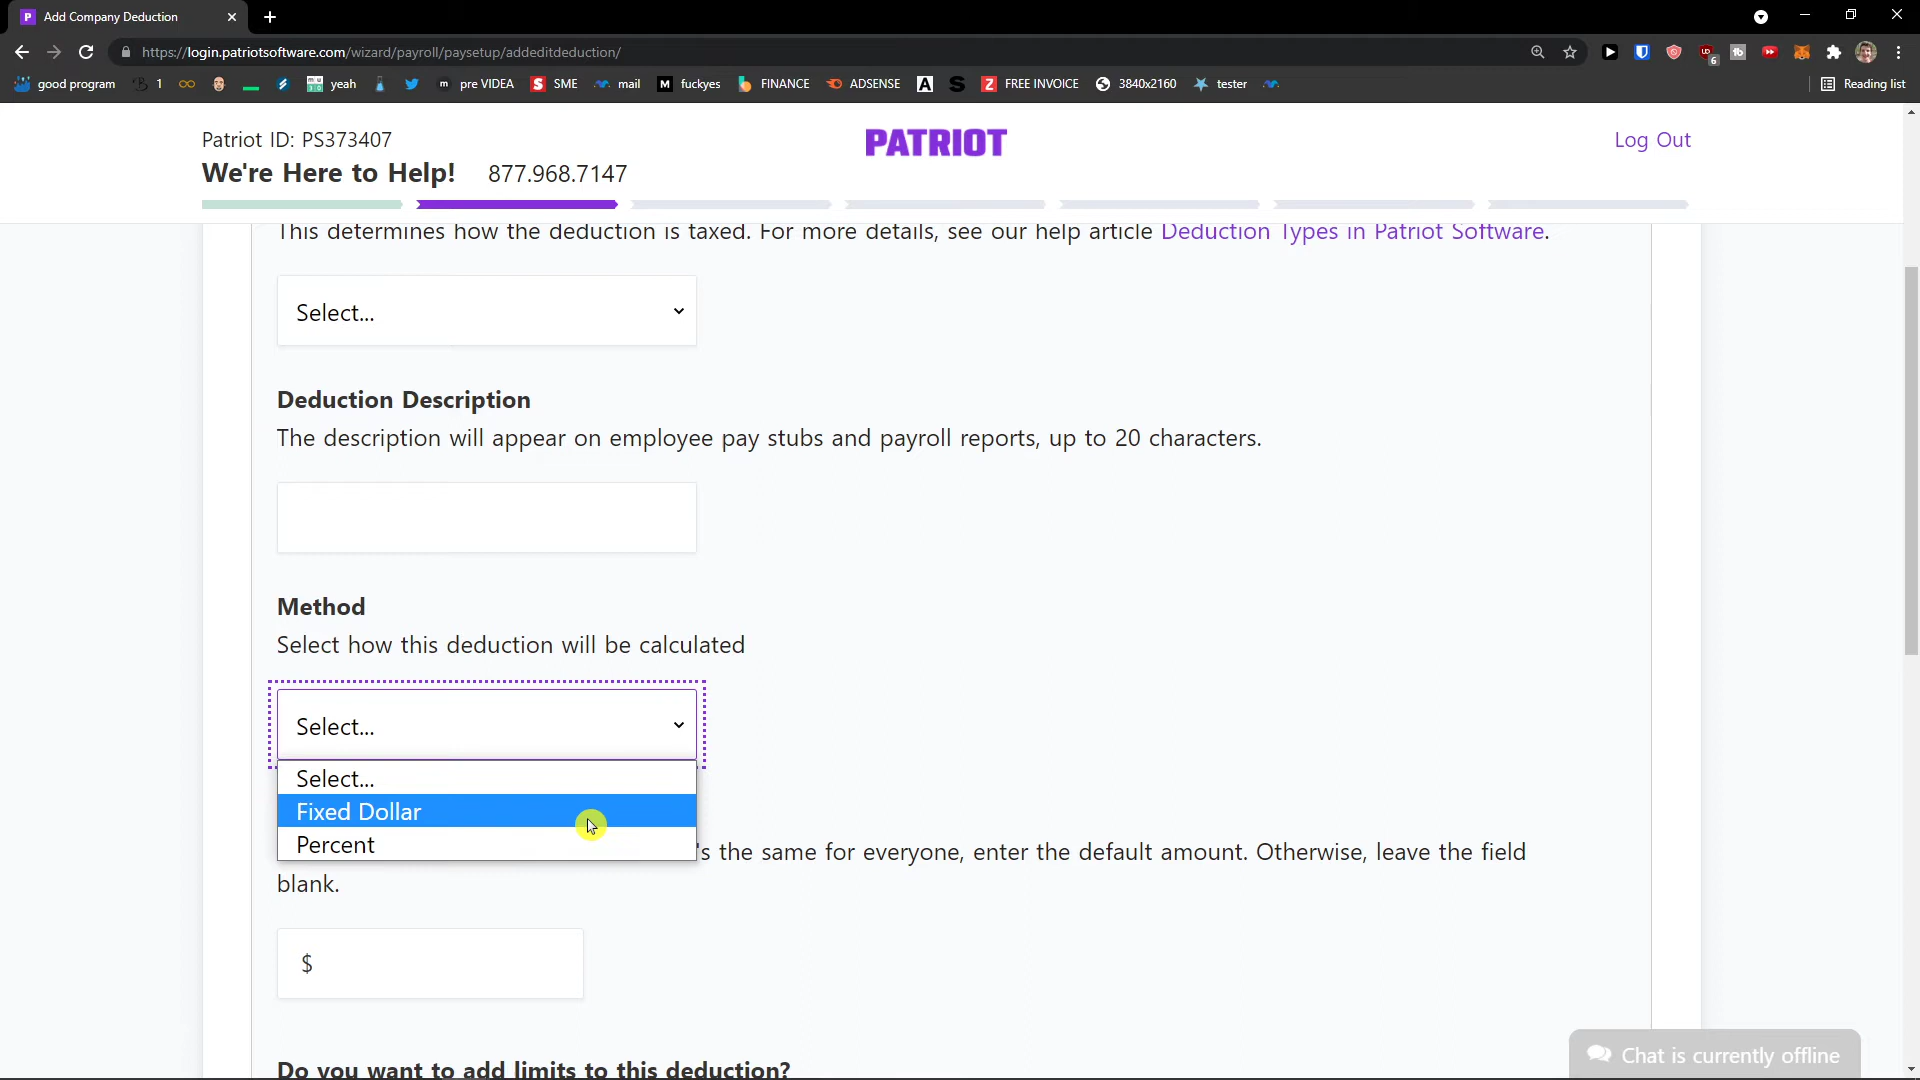 Add Company Deduction
https://login.patriotsoftware.com/wizard/payroll/paysetup/addeditdeduction/
good program
1
yeah
pre VIDEA
SME
mail
fuckyes
FINANCE
ADSENSE
FREE INVOICE
3840x2160
tester
Reading list
Patriot ID: PS373407
PATRIOT
Log Out
We're Here to Help! 877.968.7147
This determines how the deduction is taxed. For more details, see our help article Deduction Types in Patriot Software.
Select...
Deduction Description
The description will appear on employee pay stubs and payroll reports, up to 20 characters.
Method
Select how this deduction will be calculated
Select...
Select...
Fixed Dollar
Percent
's the same for everyone, enter the default amount. Otherwise, leave the field
blank.
$
Do you want to add limits to this deduction?
Chat is currently offline